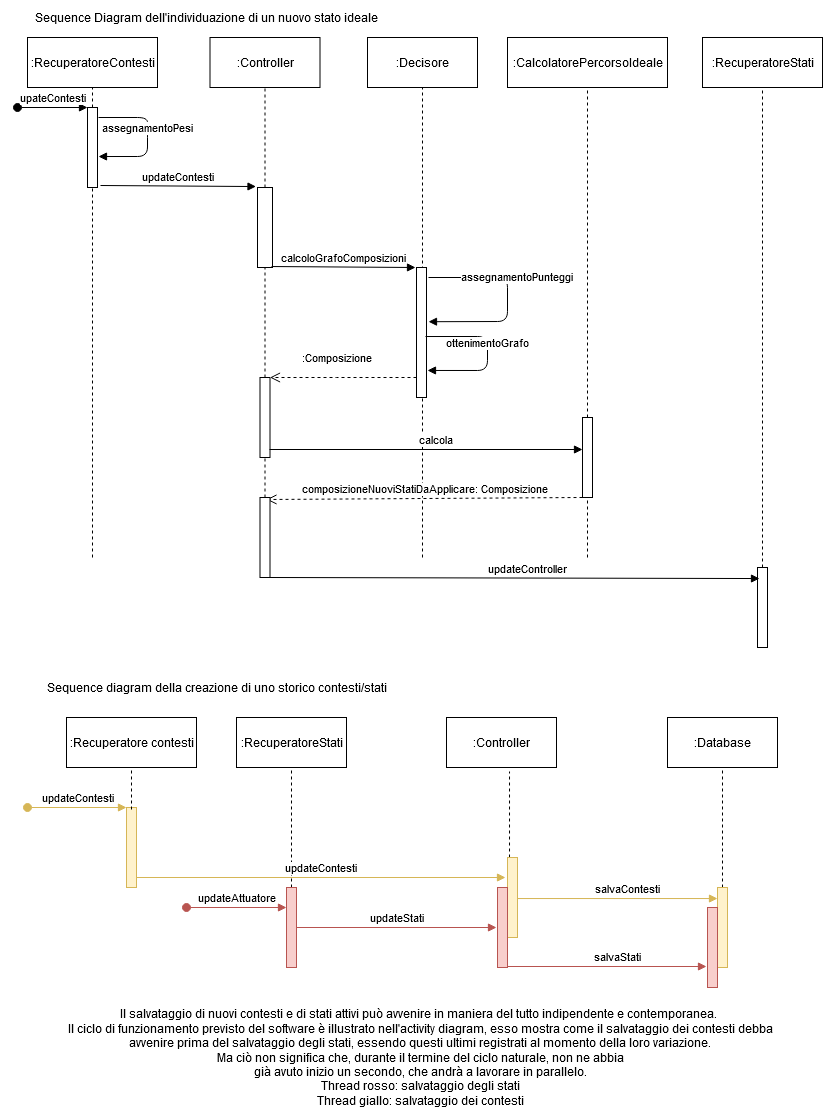 Sequence Diagram dell'individuazione di un nuovo stato ideale
:RecuperatoreContesti
:Controller
:Decisore
:CalcolatorePercorsoIdeale
:RecuperatoreStati
upateContesti
assegnamentoPesi
updateContesti
calcoloGrafoComposizioni
assegnamentoPunteggi
ottenimentoGrafo
:Composizione
calcola
composizioneNuoviStatiDaApplicare: Composizione
updateController
Sequence diagram della creazione di uno storico contesti/stati
:Recuperatore contesti
:RecuperatoreStati
:Controller
:Database
updateContesti
updateContesti
salvaContesti
updateAttuatore
updateStati
salvaStati
Il salvataggio di nuovi contesti e di stati attivi può avvenire in maniera del tutto indipendente e contemporanea.
Il ciclo di funzionamento previsto del software è illustrato nell'activity diagram, esso mostra come il salvataggio dei contesti debba
avvenire prima del salvataggio degli stati, essendo questi ultimi registrati al momento della loro variazione.
Ma ciò non significa che, durante il termine del ciclo naturale, non ne abbia
già avuto inizio un secondo, che andrà a lavorare in parallelo.
Thread rosso: salvataggio degli stati
Thread giallo: salvataggio dei contesti